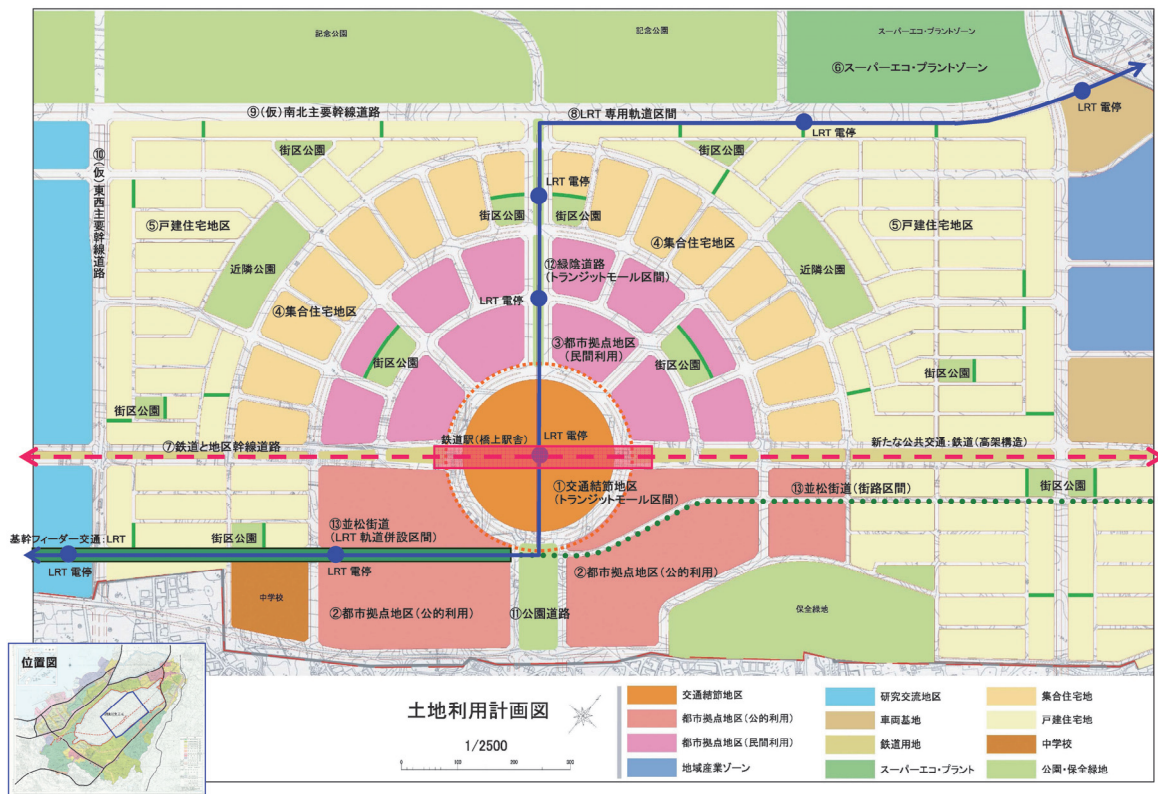 記念公園
記念公園
スーパーエコ・プラントゾーン
⑥スーパーエコ・プラントゾーン
LRT 電停
⑨(仮)南北主要幹線道路
⑧LRT 専用軌道区間
LRT 電停
⑩(仮)東西主要幹線道路
街区公園
街区公園
LRT 電停
街区公園
街区公園
⑤戸建住宅地区
⑤戸建住宅地区
④集合住宅地区
近隣公園
近隣公園
⑫緑陰道路
(トランジットモール区間)
LRT 電停
④集合住宅地区
③都市拠点地区
(民間利用)
街区公園
街区公園
街区公園
街区公園
⑦鉄道と地区幹線道路
鉄道駅(橋上駅舎)
LRT 電停
新たな公共交通:鉄道(高架構造)
①交通結節地区
(トランジットモール区間)
⑬並松街道(街路区間)
街区公園
⑬並松街道
(LRT 軌道併設区間)
基幹フィーダー交通:LRT
街区公園
LRT 電停
LRT 電停
②都市拠点地区(公的利用)
中学校
②都市拠点地区(公的利用)
⑪公園道路
保全緑地
位置図
土地利用計画図
1/2500
0 100 200 300
交通結節地区
都市拠点地区(公的利用)
都市拠点地区(民間利用)
地域産業ゾーン
研究交流地区
車両基地
鉄道用地
スーパーエコ・プラント
集合住宅地
戸建住宅地
中学校
公園・保全緑地